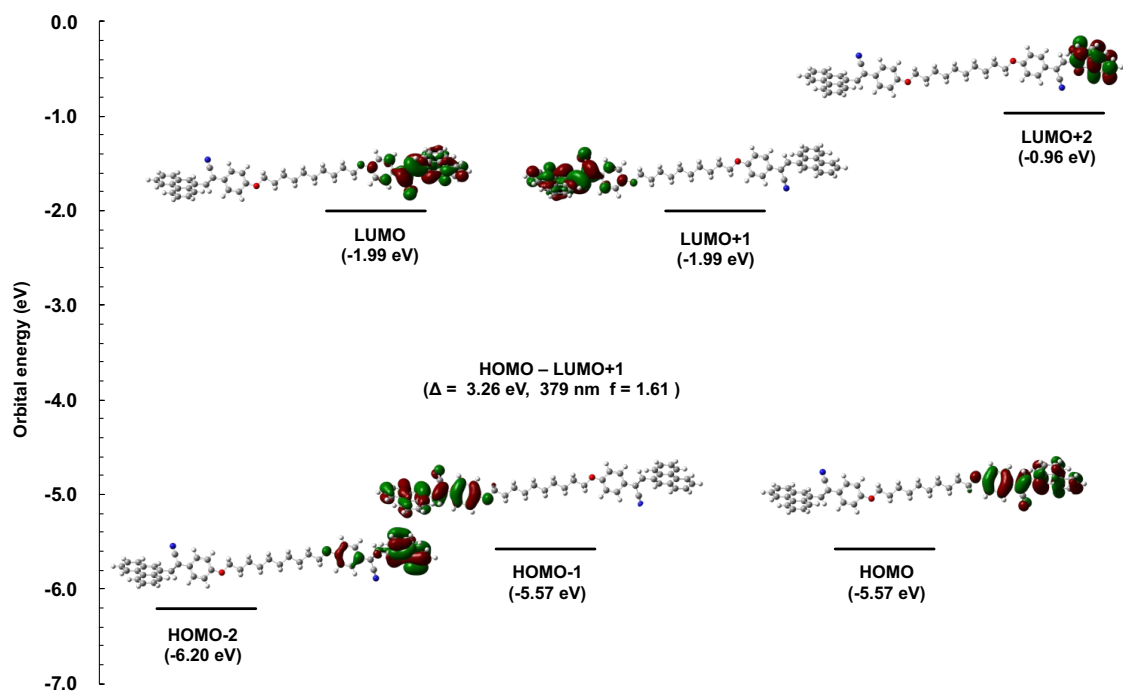 0.0
-1.0
-2.0
-3.0
-4.0
-5.0
-6.0
-7.0
Orbital energy (eV)
LUMO+2
(-0.96 eV)
LUMO
(-1.99 eV)
LUMO+1
(-1.99 eV)
HOMO – LUMO+1
(Δ = 3.26 eV, 379 nm f = 1.61 )
HOMO-1
(-5.57 eV)
HOMO
(-5.57 eV)
HOMO-2
(-6.20 eV)